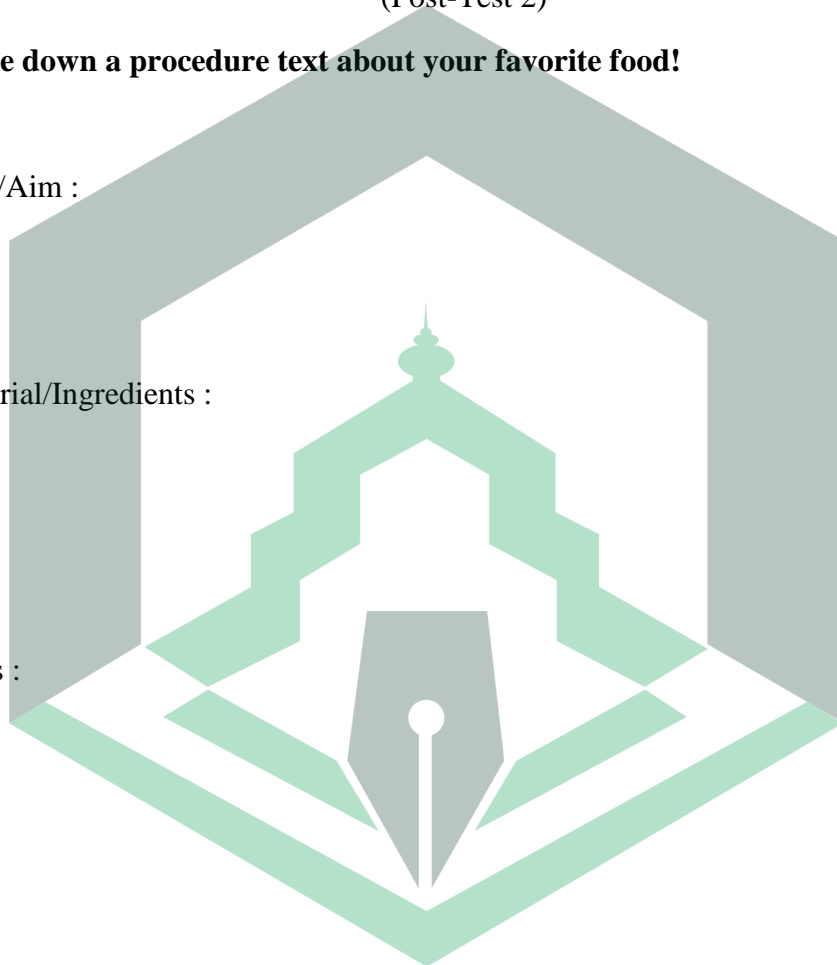 (Post-Test 2)
e down a procedure text about your favorite food!
/Aim :
rial/Ingredients :
s :